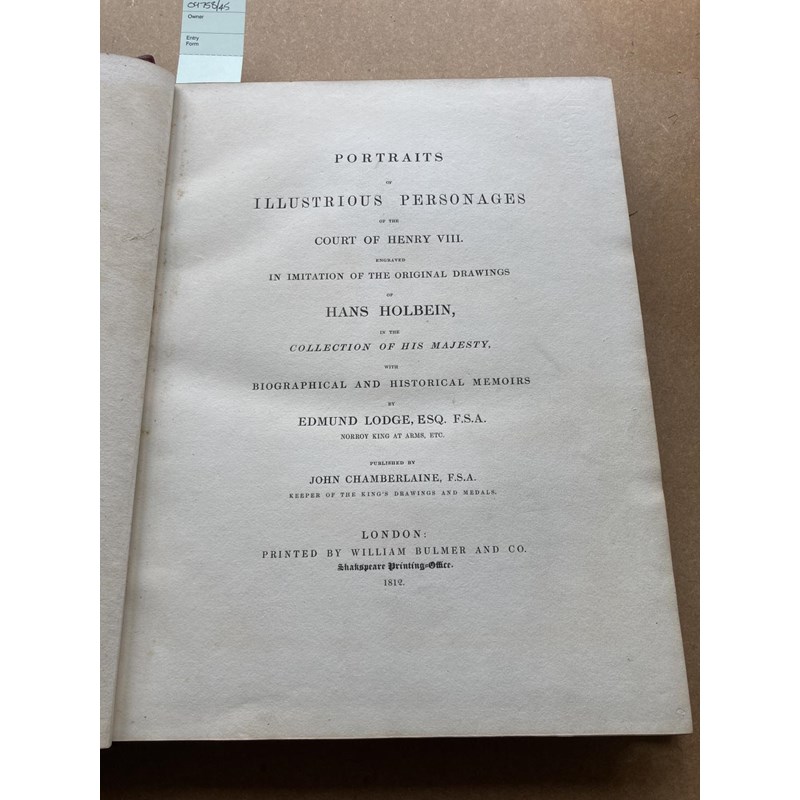 Owner
Entry
Form
PORTRAITS
OF
ILLUSTRIOUS PERSONAGES
OF THE
COURT OF HENRY VIII.
ENGRAVED
IN IMITATION OF THE ORIGINAL DRAWINGS
OF
HANS HOLBEIN,
IN THE
COLLECTION OF HIS MAJESTY,
WITH
BIOGRAPHICAL AND HISTORICAL MEMOIRS
BY
EDMUND LODGE, ESQ. F.S.A.
NORROY KING AT ARMS, ETC.
PUBLISHED BY
JOHN CHAMBERLAINE, F.S.A.
KEEPER OF THE KING'S DRAWINGS AND MEDALS.
LONDON:
PRINTED BY WILLIAM BULMER AND CO.
Shakspeare Printing-Office.
1812.